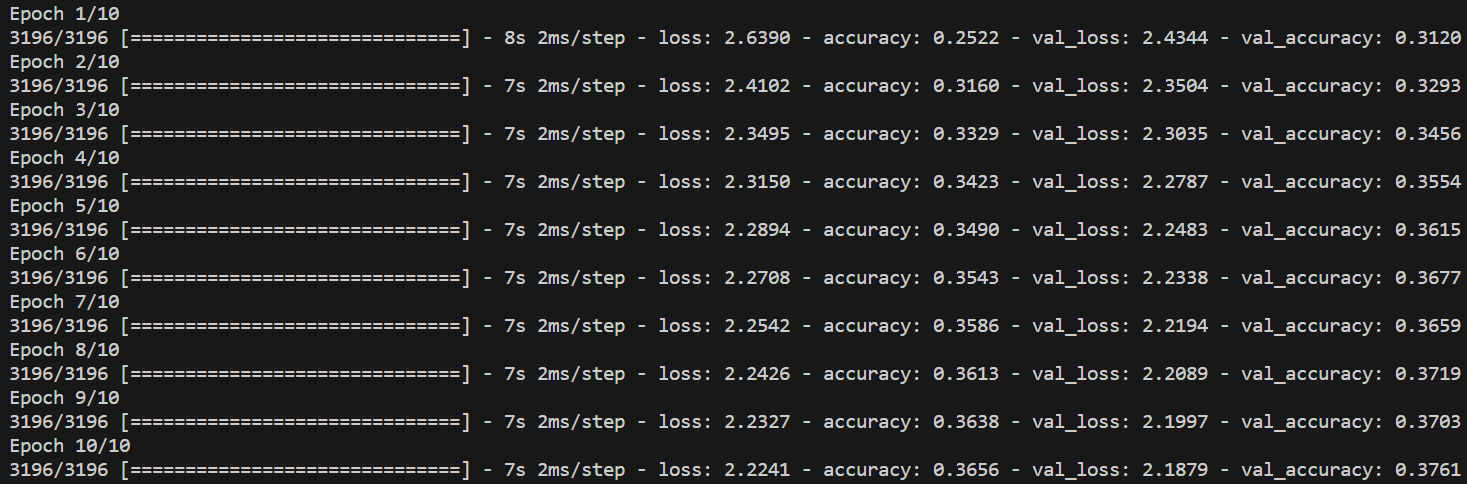 Epoch 1/10
3196/3196 [==============================] - 8s 2ms/step - loss: 2.6390 - accuracy: 0.2522 - val_loss: 2.4344 - val_accuracy: 0.3120
Epoch 2/10
3196/3196 [==============================] - 7s 2ms/step - loss: 2.4102 - accuracy: 0.3160 - val_loss: 2.3504 - val_accuracy: 0.3293
Epoch 3/10
3196/3196 [==============================] - 7s 2ms/step - loss: 2.3495 - accuracy: 0.3329 - val_loss: 2.3035 - val_accuracy: 0.3456
Epoch 4/10
3196/3196 [==============================] - 7s 2ms/step - loss: 2.3150 - accuracy: 0.3423 - val_loss: 2.2787 - val_accuracy: 0.3554
Epoch 5/10
3196/3196 [==============================] - 7s 2ms/step - loss: 2.2894 - accuracy: 0.3490 - val_loss: 2.2483 - val_accuracy: 0.3615
Epoch 6/10
3196/3196 [==============================] - 7s 2ms/step - loss: 2.2708 - accuracy: 0.3543 - val_loss: 2.2338 - val_accuracy: 0.3677
Epoch 7/10
3196/3196 [==============================] - 7s 2ms/step - loss: 2.2542 - accuracy: 0.3586 - val_loss: 2.2194 - val_accuracy: 0.3659
Epoch 8/10
3196/3196 [==============================] - 7s 2ms/step - loss: 2.2426 - accuracy: 0.3613 - val_loss: 2.2089 - val_accuracy: 0.3719
Epoch 9/10
3196/3196 [==============================] - 7s 2ms/step - loss: 2.2327 - accuracy: 0.3638 - val_loss: 2.1997 - val_accuracy: 0.3703
Epoch 10/10
3196/3196 [==============================] - 7s 2ms/step - loss: 2.2241 - accuracy: 0.3656 - val_loss: 2.1879 - val_accuracy: 0.3761